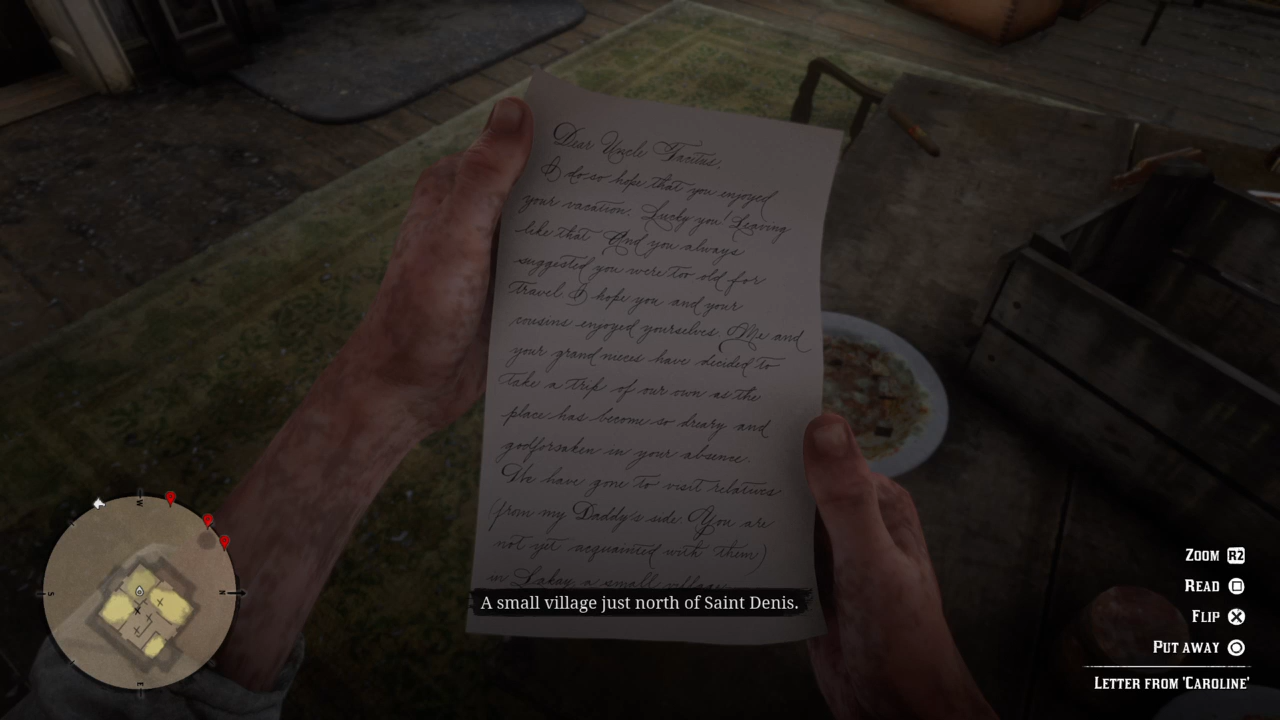 Dear Uncle Tacitus,
I do so hope that you enjoyed
your vacation. Lucky you! Leaving
like that. And you always
suggested you were too old for
travel. I hope you and your
cousins enjoyed yourselves. Me and
your grand nieces have decided to
take a trip of our own as the
place has become so dreary and
godforsaken in your absence.
We have gone to visit relatives
(from my Daddy's side. You are
not yet acquainted with them)
in Lakay, a small village
A small village just north of Saint Denis.
W
N
S
E
ZOOM R2
READ
FLIP
PUT AWAY
LETTER FROM 'CAROLINE'